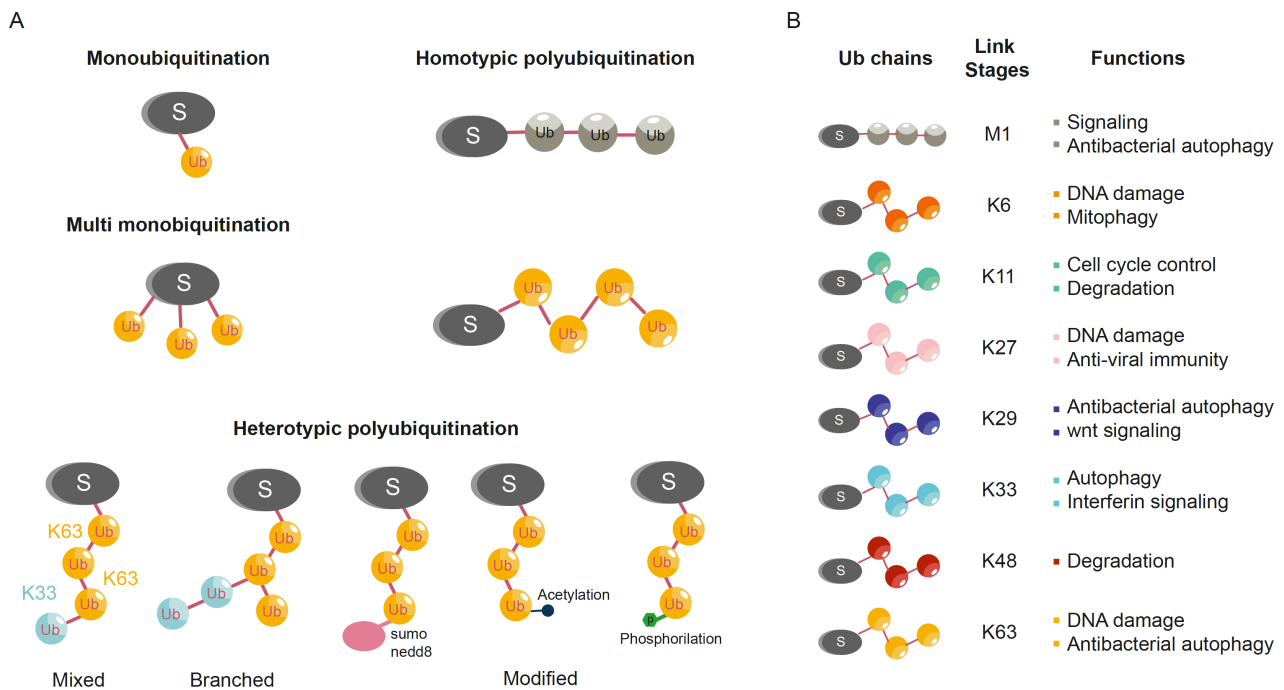 A
Monoubiquitination
S
Ub
Multi monobiquitination
S
Ub
Ub
Ub
Homotypic polyubiquitination
S
Ub
Ub
Ub
S
Ub
Ub
Ub
Ub
Heterotypic polyubiquitination
S
K63
Ub
Ub
K63
K33
Ub
Ub
Mixed
S
Ub
Ub
Ub
Ub
Ub
Branched
S
Ub
Ub
Ub
sumo
nedd8
S
Ub
Ub
Ub
Acetylation
S
Ub
Ub
Ub
p
Phosphorilation
Modified
B
Ub chains
Link
Stages
Functions
S
M1
Signaling
Antibacterial autophagy
S
K6
DNA damage
Mitophagy
S
K11
Cell cycle control
Degradation
S
K27
DNA damage
Anti-viral immunity
S
K29
Antibacterial autophagy
wnt signaling
S
K33
Autophagy
Interferin signaling
S
K48
Degradation
S
K63
DNA damage
Antibacterial autophagy